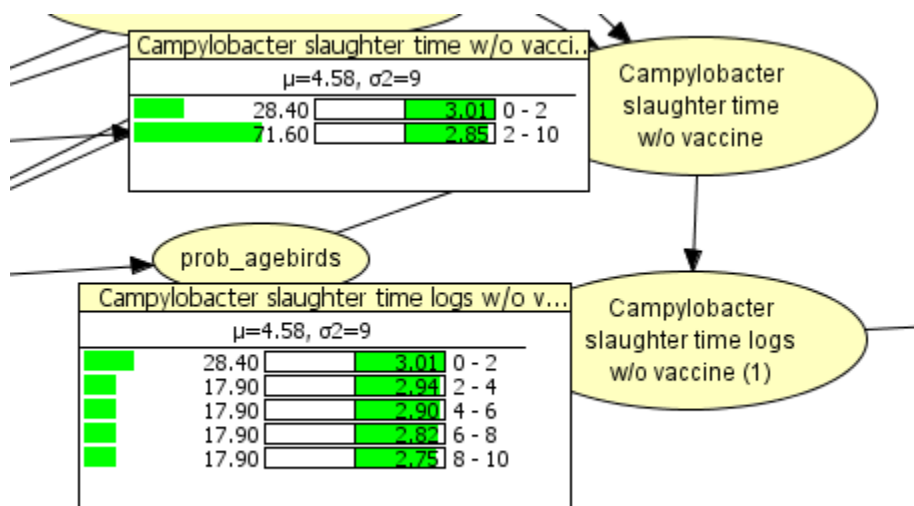 Campylobacter slaughter time w/o vacci..
μ=4.58, σ2=9
28.40 3.01 0 - 2
71.60 2.85 2 - 10
Campylobacter
slaughter time
w/o vaccine
prob_agebirds
Campylobacter slaughter time logs w/o v...
μ=4.58, σ2=9
28.40 3.01 0 - 2
17.90 2.94 2 - 4
17.90 2.90 4 - 6
17.90 2.82 6 - 8
17.90 2.75 8 - 10
Campylobacter
slaughter time logs
w/o vaccine (1)